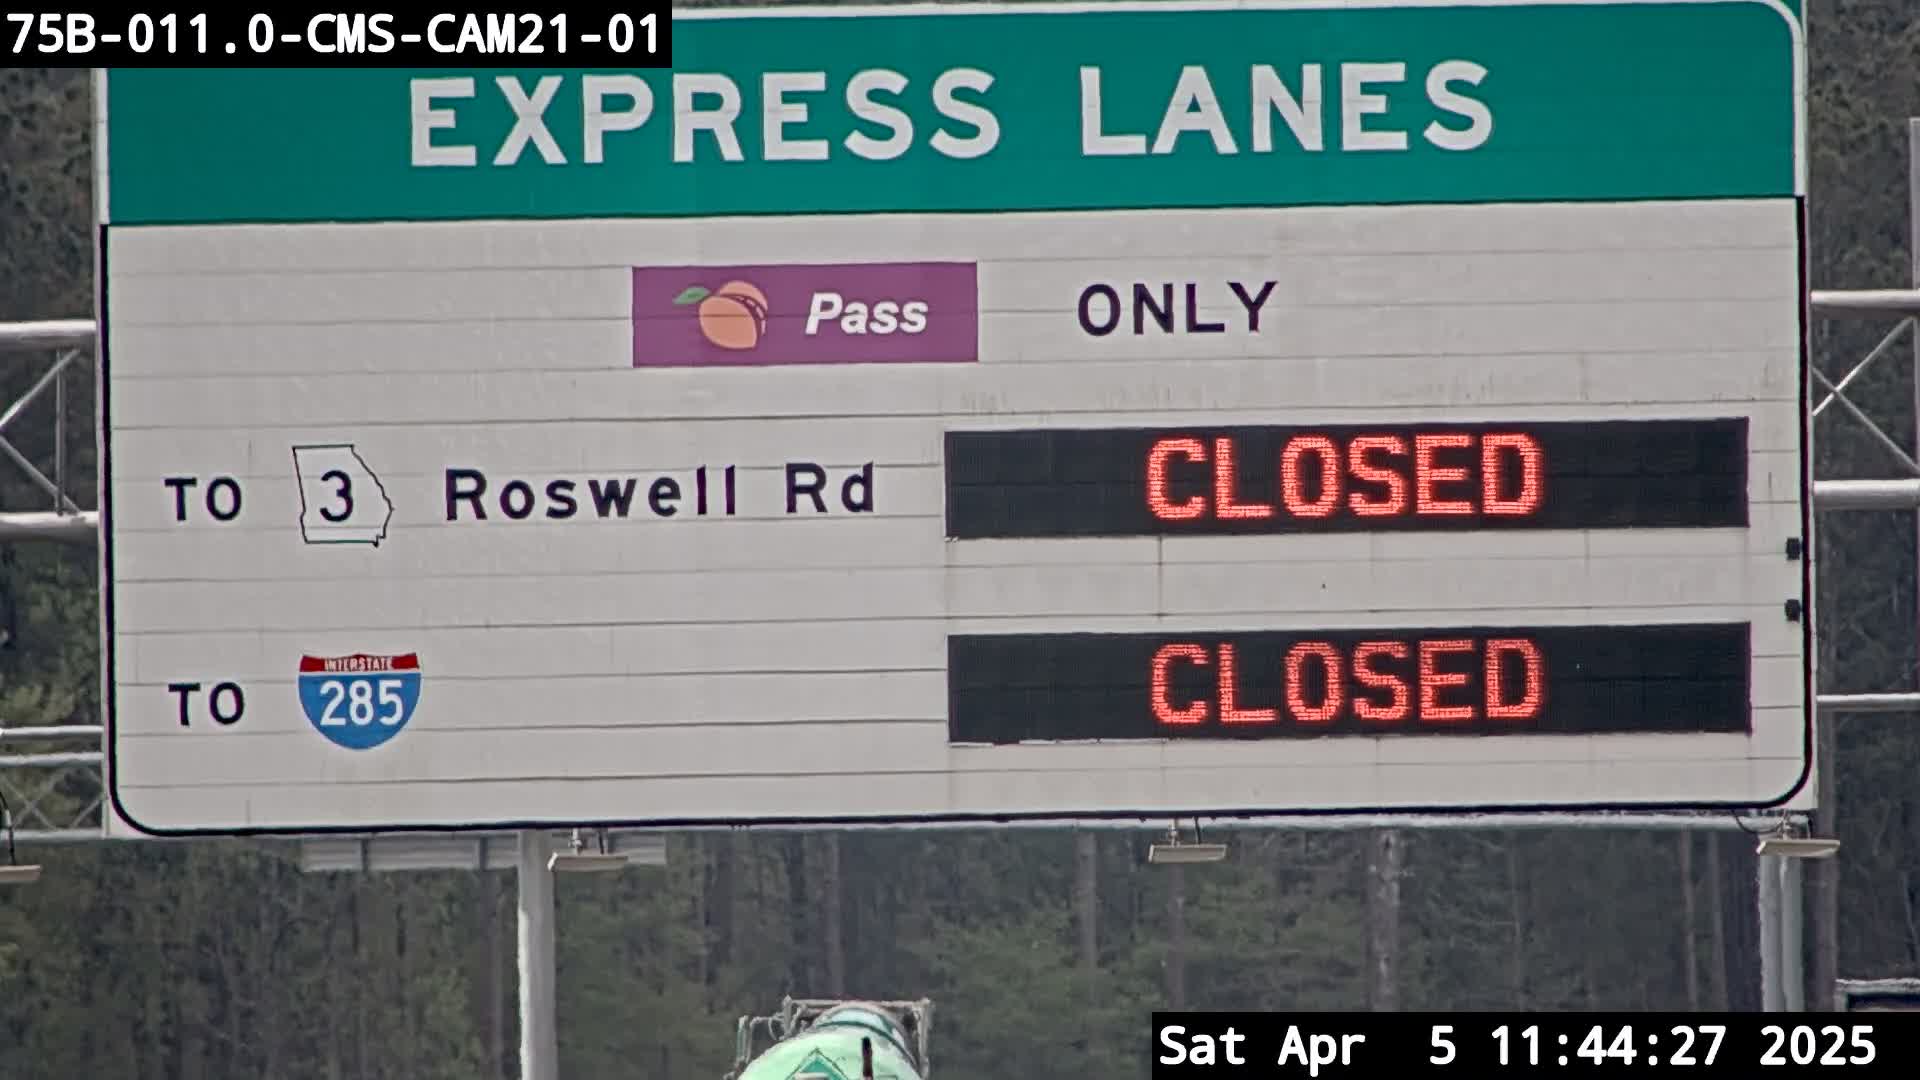 75B-011.0-CMS-CAM21-01
EXPRESS LANES
Pass ONLY
TO 3 Roswell Rd CLOSED
INTERSTATE
TO 285 CLOSED
Sat Apr 5 11:44:27 2025